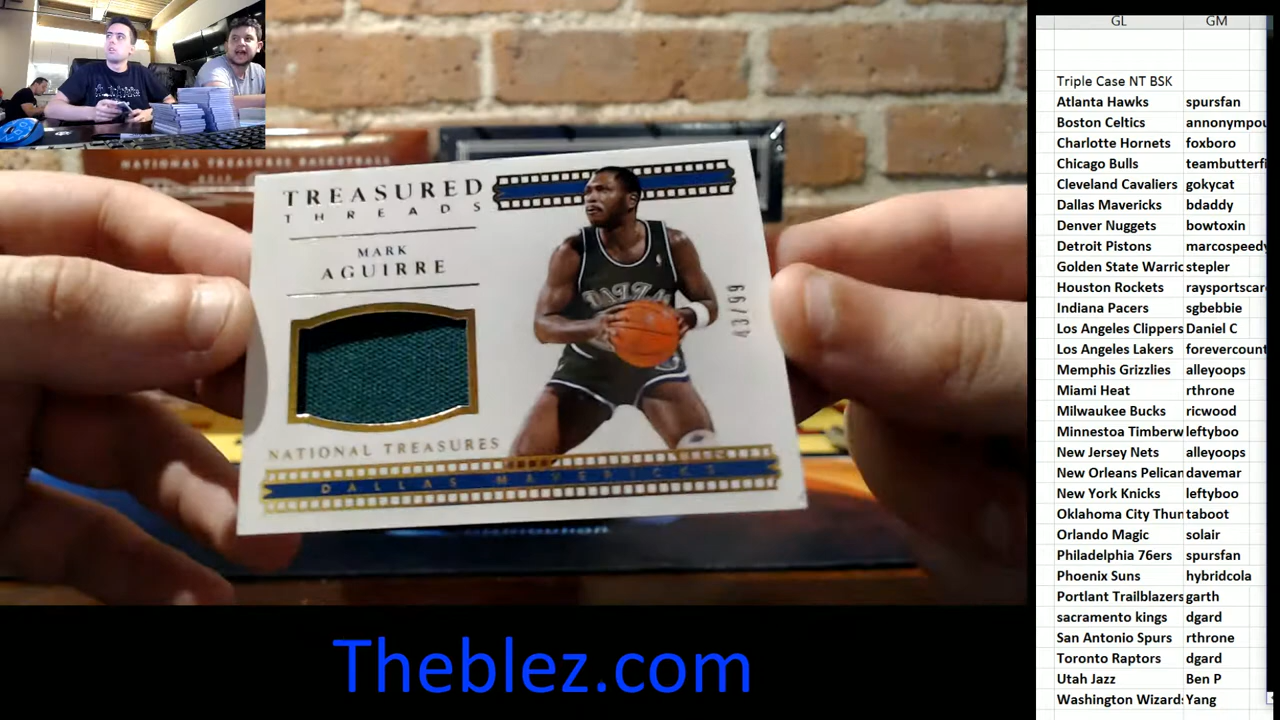 GL GM
Triple Case NT BSK
Atlanta Hawks spursfan
Boston Celtics annonympou
Charlotte Hornets foxboro
Chicago Bulls teambutterfi
Cleveland Cavaliers gokycat
Dallas Mavericks bdaddy
Denver Nuggets bowtoxin
Detroit Pistons marcospeedy
Golden State Warric stepler
Houston Rockets raysportscar
Indiana Pacers sgbebbie
Los Angeles Clippers Daniel C
Los Angeles Lakers forevercount
Memphis Grizzlies alleyoops
Miami Heat rthrone
Milwaukee Bucks ricwood
Minnestoa Timberw leftyboo
New Jersey Nets alleyoops
New Orleans Pelican davemar
New York Knicks leftyboo
Oklahoma City Thun taboot
Orlando Magic solair
Philadelphia 76ers spursfan
Phoenix Suns hybridcola
Portlant Trailblazers garth
sacramento kings dgard
San Antonio Spurs rthrone
Toronto Raptors dgard
Utah Jazz Ben P
Washington Wizards Yang
NATIONAL TREASURES BASKETBALL
TREASURED
THREADS
MARK
AGUIRRE
43/99
NATIONAL TREASURES
DALLAS MAVERICKS
Theblez.com